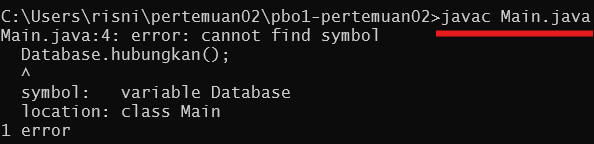 C:\Users\risni\pertemuan02\pbo1-pertemuan02>javac Main.java
Main.java:4: error: cannot find symbol
  Database.hubungkan();
  ^
  symbol:   variable Database
  location: class Main
1 error